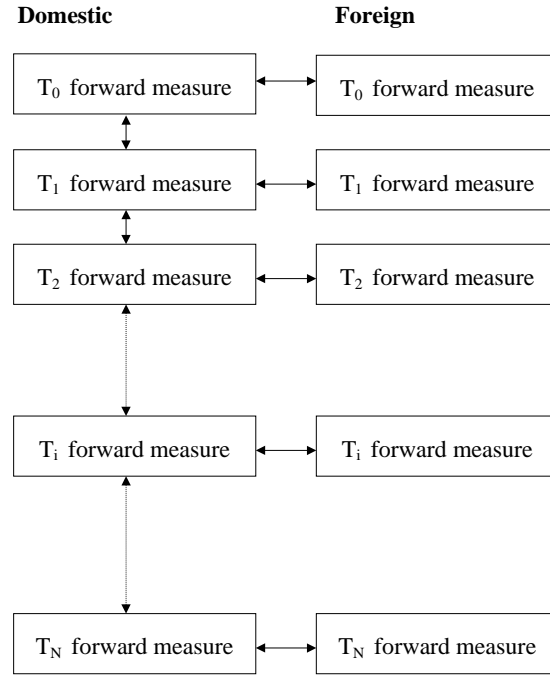 Domestic Foreign
T₀ forward measure T₀ forward measure
T₁ forward measure T₁ forward measure
T₂ forward measure T₂ forward measure
Tᵢ forward measure Tᵢ forward measure
T_N forward measure T_N forward measure